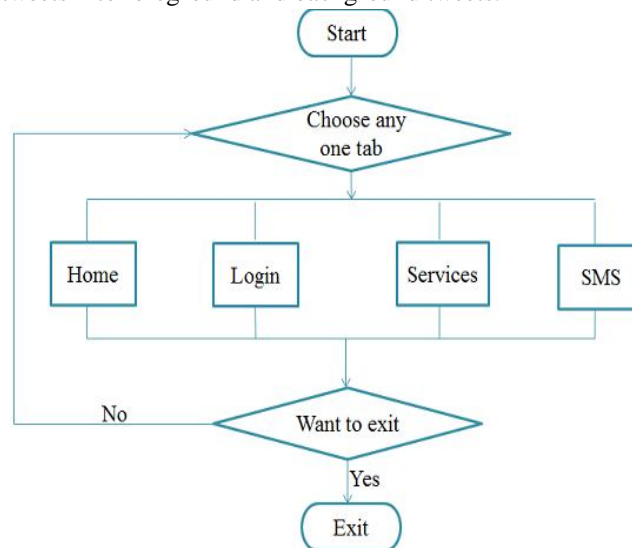 Start
Choose any
one tab
Home
Login
Services
SMS
No
Want to exit
Yes
Exit